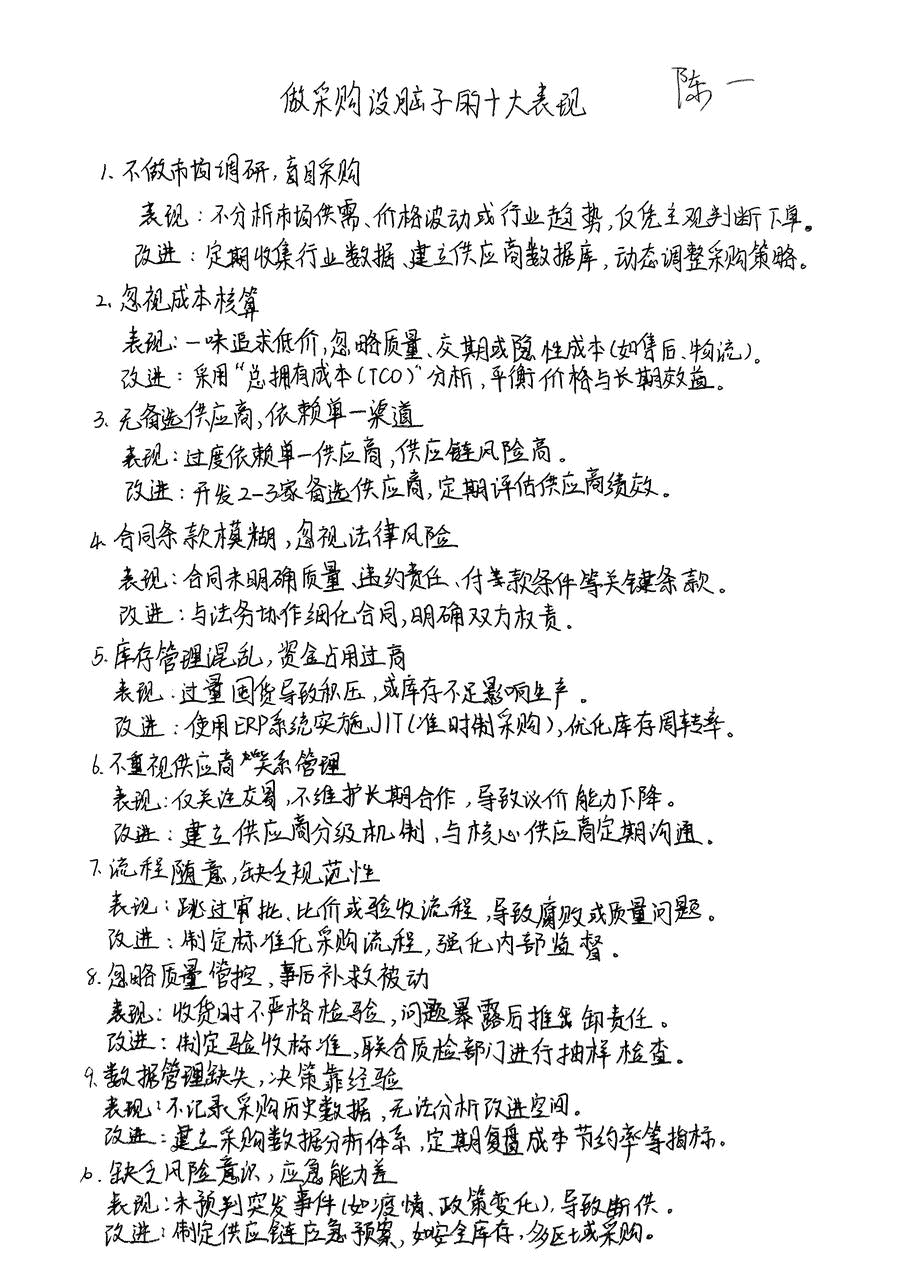 做采购没脑子的十大表现
陈一
1、不做市场调研，盲目采购
表现：不分析市场供需、价格波动或行业趋势，仅凭主观判断下单。
改进：定期收集行业数据、建立供应商数据库，动态调整采购策略。
2、忽视成本核算
表现：一味追求低价，忽略质量、交期或隐性成本（如售后、物流）。
改进：采用“总拥有成本（TCO）”分析，平衡价格与长期效益。
3、无备选供应商，依赖单一渠道
表现：过度依赖单一供应商，供应链风险高。
改进：开发2-3家备选供应商，定期评估供应商绩效。
4、合同条款模糊，忽视法律风险
表现：合同未明确质量、违约责任、付款条件等关键条款。
改进：与法务协作细化合同，明确双方权责。
5、库存管理混乱，资金占用过高
表现：过量囤货导致积压，或库存不足影响生产。
改进：使用ERP系统实施JIT（准时制采购），优化库存周转率。
6、不重视供应商关系管理
表现：仅关注交易，不维护长期合作，导致议价能力下降。
改进：建立供应商分级机制，与核心供应商定期沟通。
7、流程随意，缺乏规范性
表现：跳过审批、比价或验收流程，导致腐败或质量问题。
改进：制定标准化采购流程，强化内部监督。
8、忽略质量管控，事后补救被动
表现：收货时不严格检验，问题暴露后推卸责任。
改进：制定验收标准，联合质检部门进行抽样检查。
9、数据管理缺失，决策靠经验
表现：不记录采购历史数据，无法分析改进空间。
改进：建立采购数据分析体系，定期复盘成本节约率等指标。
10、缺乏风险意识，应急能力差
表现：未预判突发事件（如疫情、政策变化），导致断供。
改进：制定供应链应急预案，如安全库存，多区域采购。